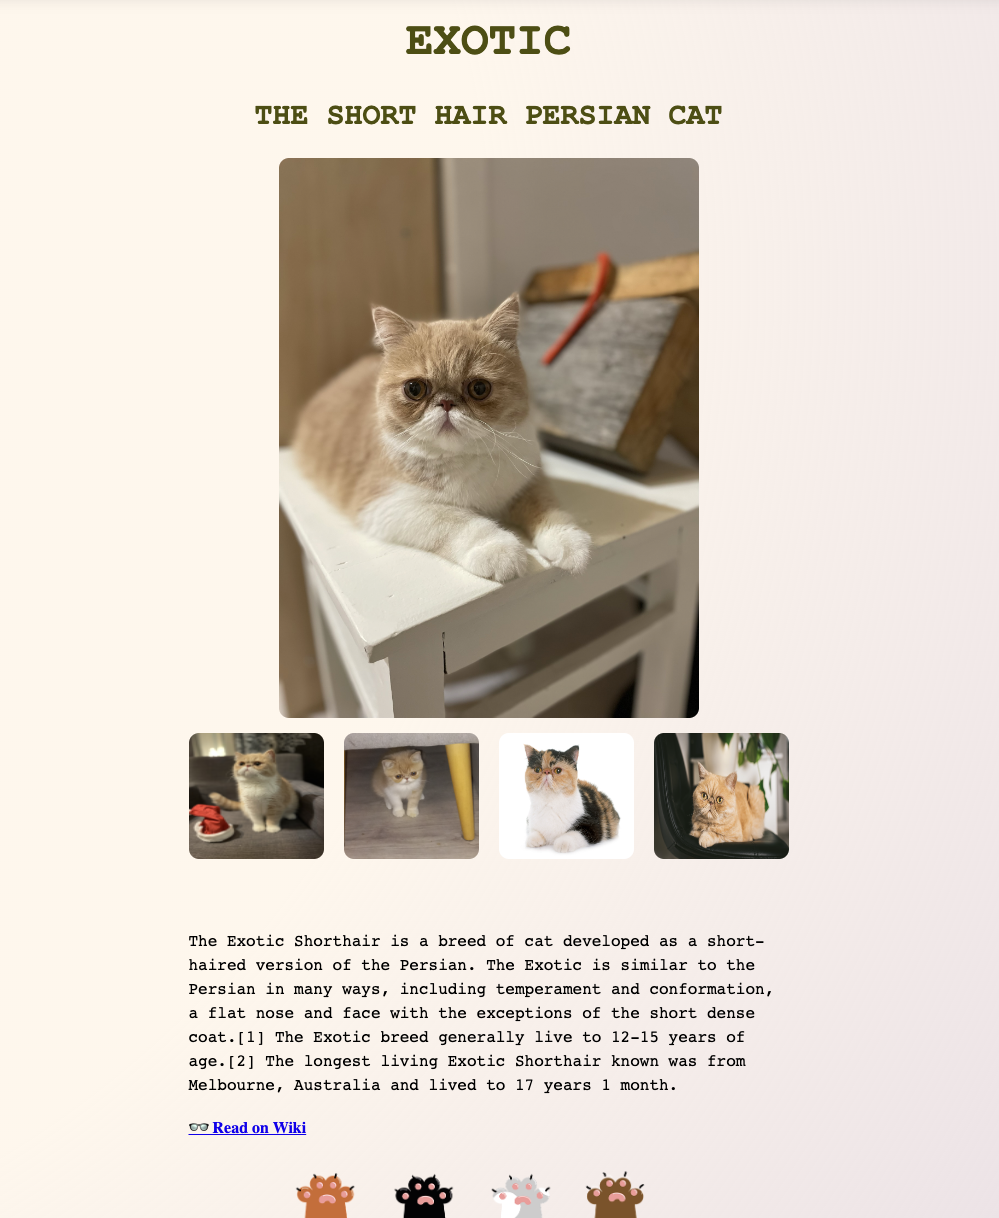 EXOTIC
THE SHORT HAIR PERSIAN CAT
The Exotic Shorthair is a breed of cat developed as a short-
haired version of the Persian. The Exotic is similar to the
Persian in many ways, including temperament and conformation,
a flat nose and face with the exceptions of the short dense
coat.[1] The Exotic breed generally live to 12-15 years of
age.[2] The longest living Exotic Shorthair known was from
Melbourne, Australia and lived to 17 years 1 month.
👓 Read on Wiki